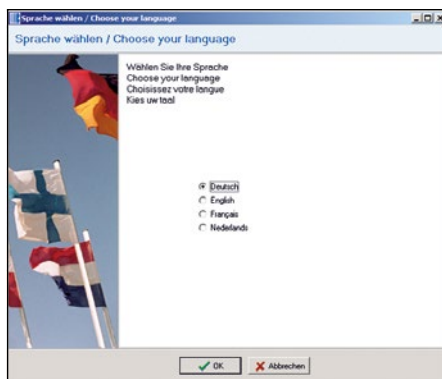 Sprache wählen / Choose your language
Sprache wählen / Choose your language
Wählen Sie Ihre Sprache
Choose your language
Choisissez votre langue
Kies uw taal
Deutsch
English
Français
Nederlands
OK
Abbrechen